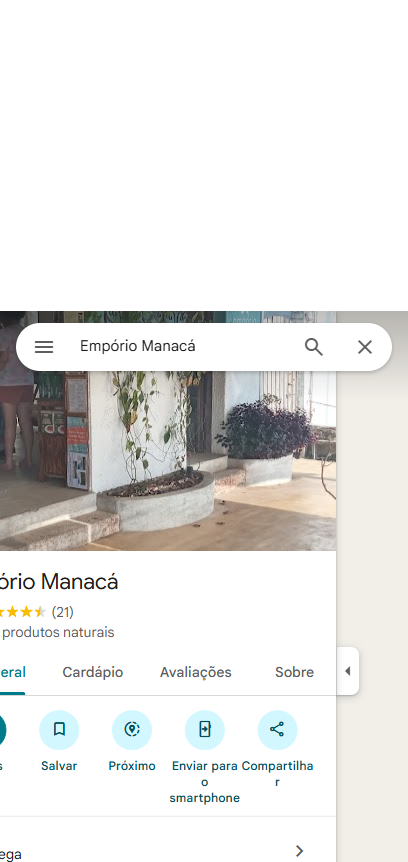 Empório Manacá
ório Manacá
(21)
produtos naturais
eral Cardápio Avaliações Sobre
s Salvar Próximo Enviar para o smartphone Compartilhar
ega